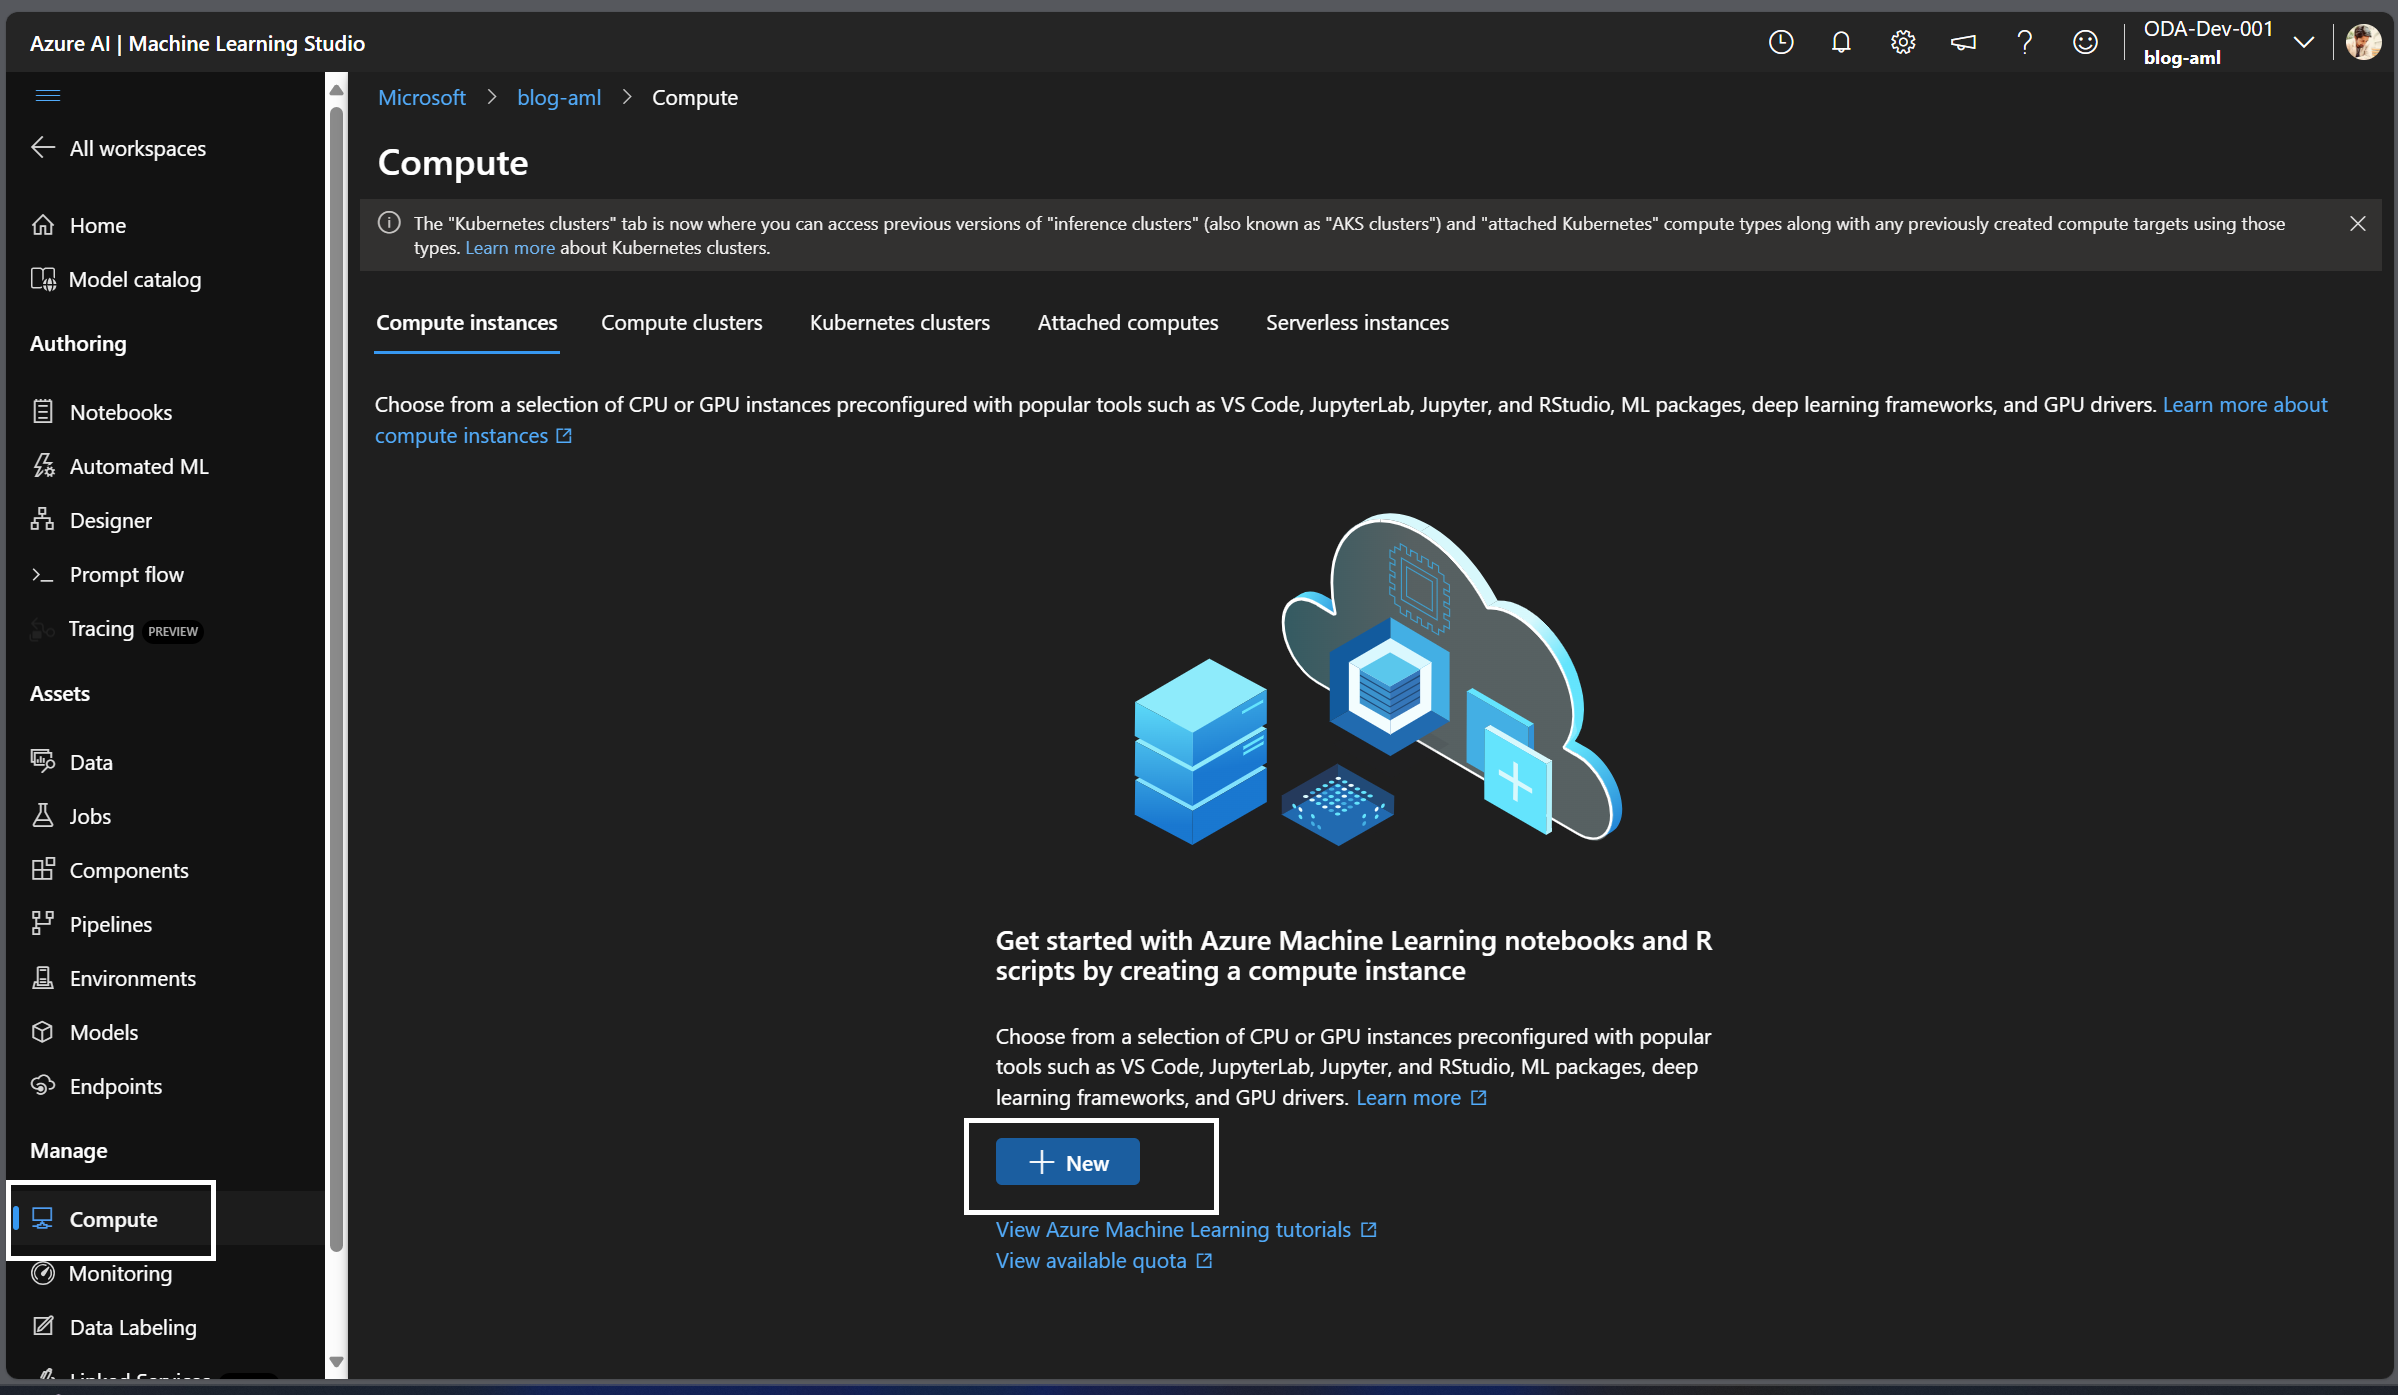 Azure AI | Machine Learning Studio
ODA-Dev-001
blog-aml
All workspaces
Home
Model catalog
Authoring
Notebooks
Automated ML
Designer
Prompt flow
Tracing PREVIEW
Assets
Data
Jobs
Components
Pipelines
Environments
Models
Endpoints
Manage
Compute
Monitoring
Data Labeling
Linked Services
Microsoft > blog-aml > Compute
Compute
The "Kubernetes clusters" tab is now where you can access previous versions of "inference clusters" (also known as "AKS clusters") and "attached Kubernetes" compute types along with any previously created compute targets using those
types. Learn more about Kubernetes clusters.
Compute instances Compute clusters Kubernetes clusters Attached computes Serverless instances
Choose from a selection of CPU or GPU instances preconfigured with popular tools such as VS Code, JupyterLab, Jupyter, and RStudio, ML packages, deep learning frameworks, and GPU drivers. Learn more about
compute instances
Get started with Azure Machine Learning notebooks and R
scripts by creating a compute instance
Choose from a selection of CPU or GPU instances preconfigured with popular
tools such as VS Code, JupyterLab, Jupyter, and RStudio, ML packages, deep
learning frameworks, and GPU drivers. Learn more
New
View Azure Machine Learning tutorials
View available quota